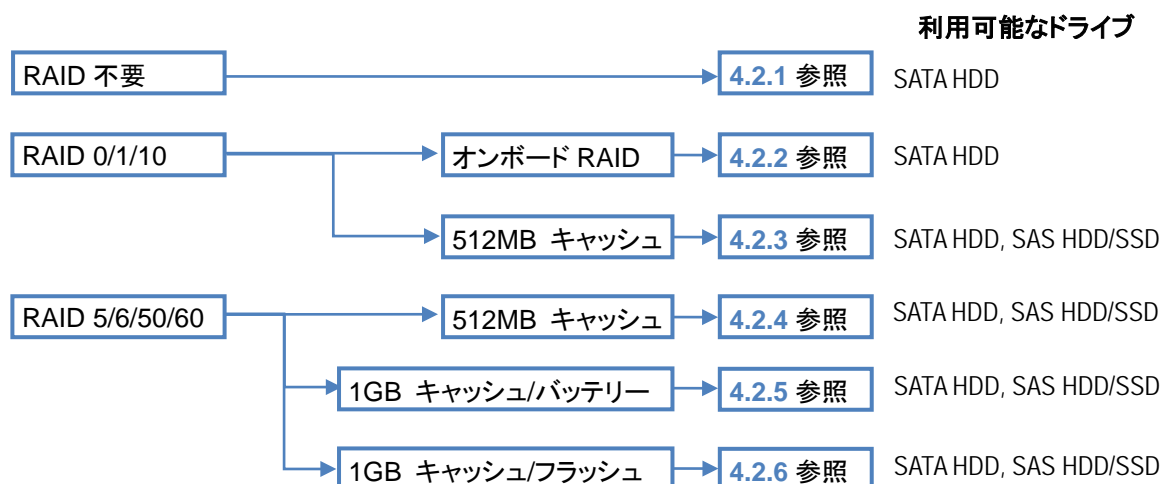 利用可能なドライブ
RAID 不要 4.2.1 参照 SATA HDD
RAID 0/1/10 オンボード RAID 4.2.2 参照 SATA HDD
512MB キャッシュ 4.2.3 参照 SATA HDD, SAS HDD/SSD
RAID 5/6/50/60 512MB キャッシュ 4.2.4 参照 SATA HDD, SAS HDD/SSD
1GB キャッシュ/バッテリー 4.2.5 参照 SATA HDD, SAS HDD/SSD
1GB キャッシュ/フラッシュ 4.2.6 参照 SATA HDD, SAS HDD/SSD